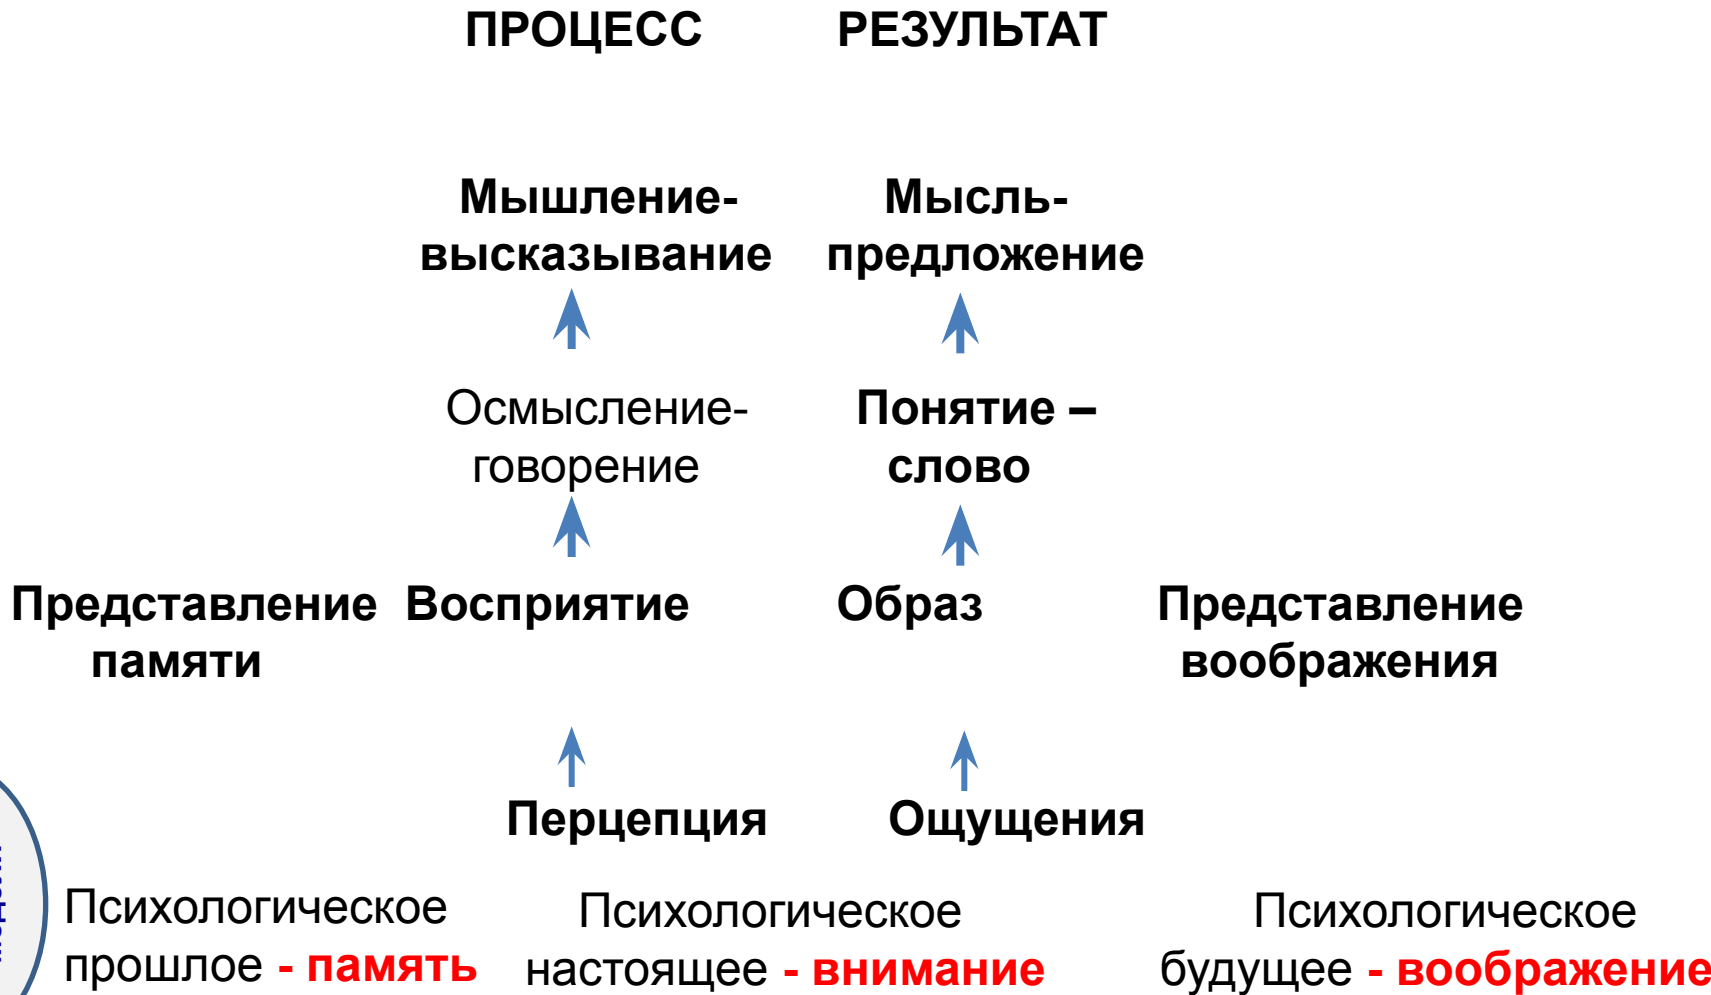 ПРОЦЕСС РЕЗУЛЬТАТ
Мышление- Мысль-
высказывание предложение
Осмысление- Понятие –
говорение слово
Представление Восприятие Образ Представление
памяти воображения
Перцепция Ощущения
Психологическое Психологическое Психологическое
прошлое - память настоящее - внимание будущее - воображение